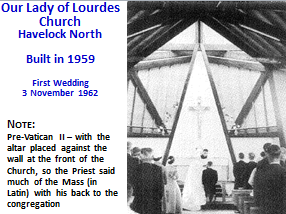 Our Lady of Lourdes
Church
Havelock North
Built in 1959
First Wedding
3 November 1962
NOTE:
Pre-Vatican II – with the
altar placed against the
wall at the front of the
Church, so the Priest said
much of the Mass (in
Latin) with his back to the
congregation